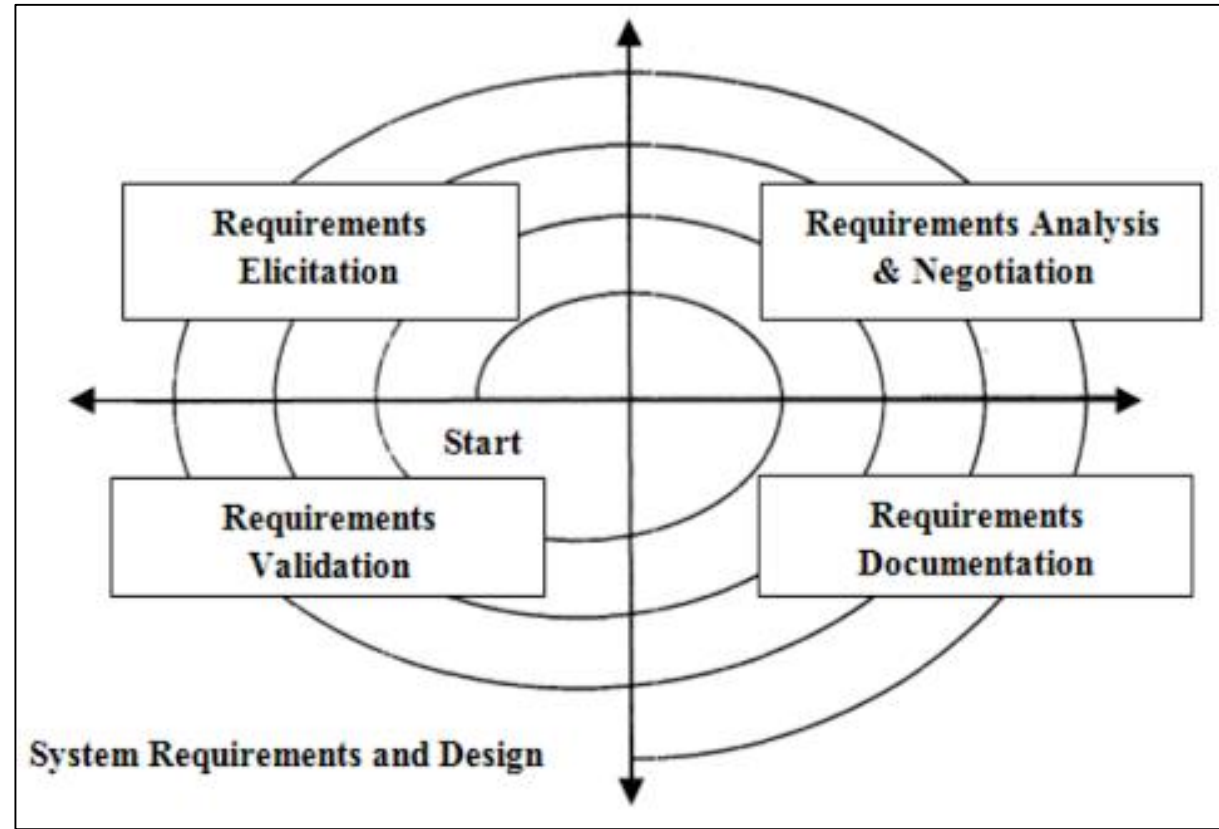 Requirements
Elicitation
Requirements Analysis
& Negotiation
Start
Requirements
Validation
Requirements
Documentation
System Requirements and Design